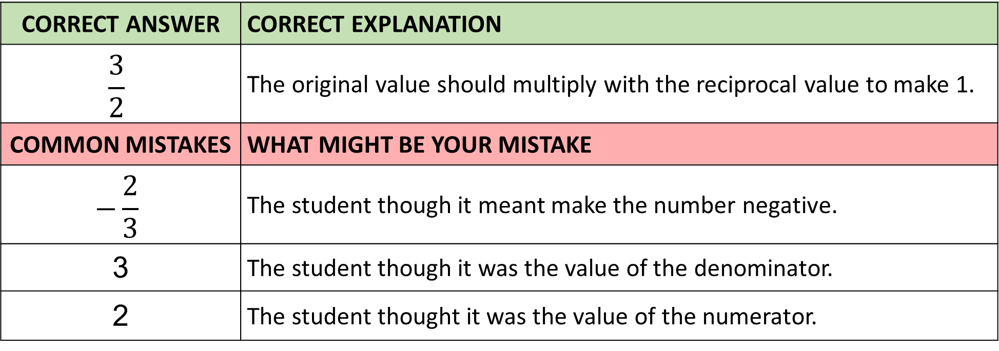 CORRECT ANSWER CORRECT EXPLANATION
3
2
The original value should multiply with the reciprocal value to make 1.
COMMON MISTAKES WHAT MIGHT BE YOUR MISTAKE
− 2
3
The student though it meant make the number negative.
3 The student though it was the value of the denominator.
2 The student thought it was the value of the numerator.